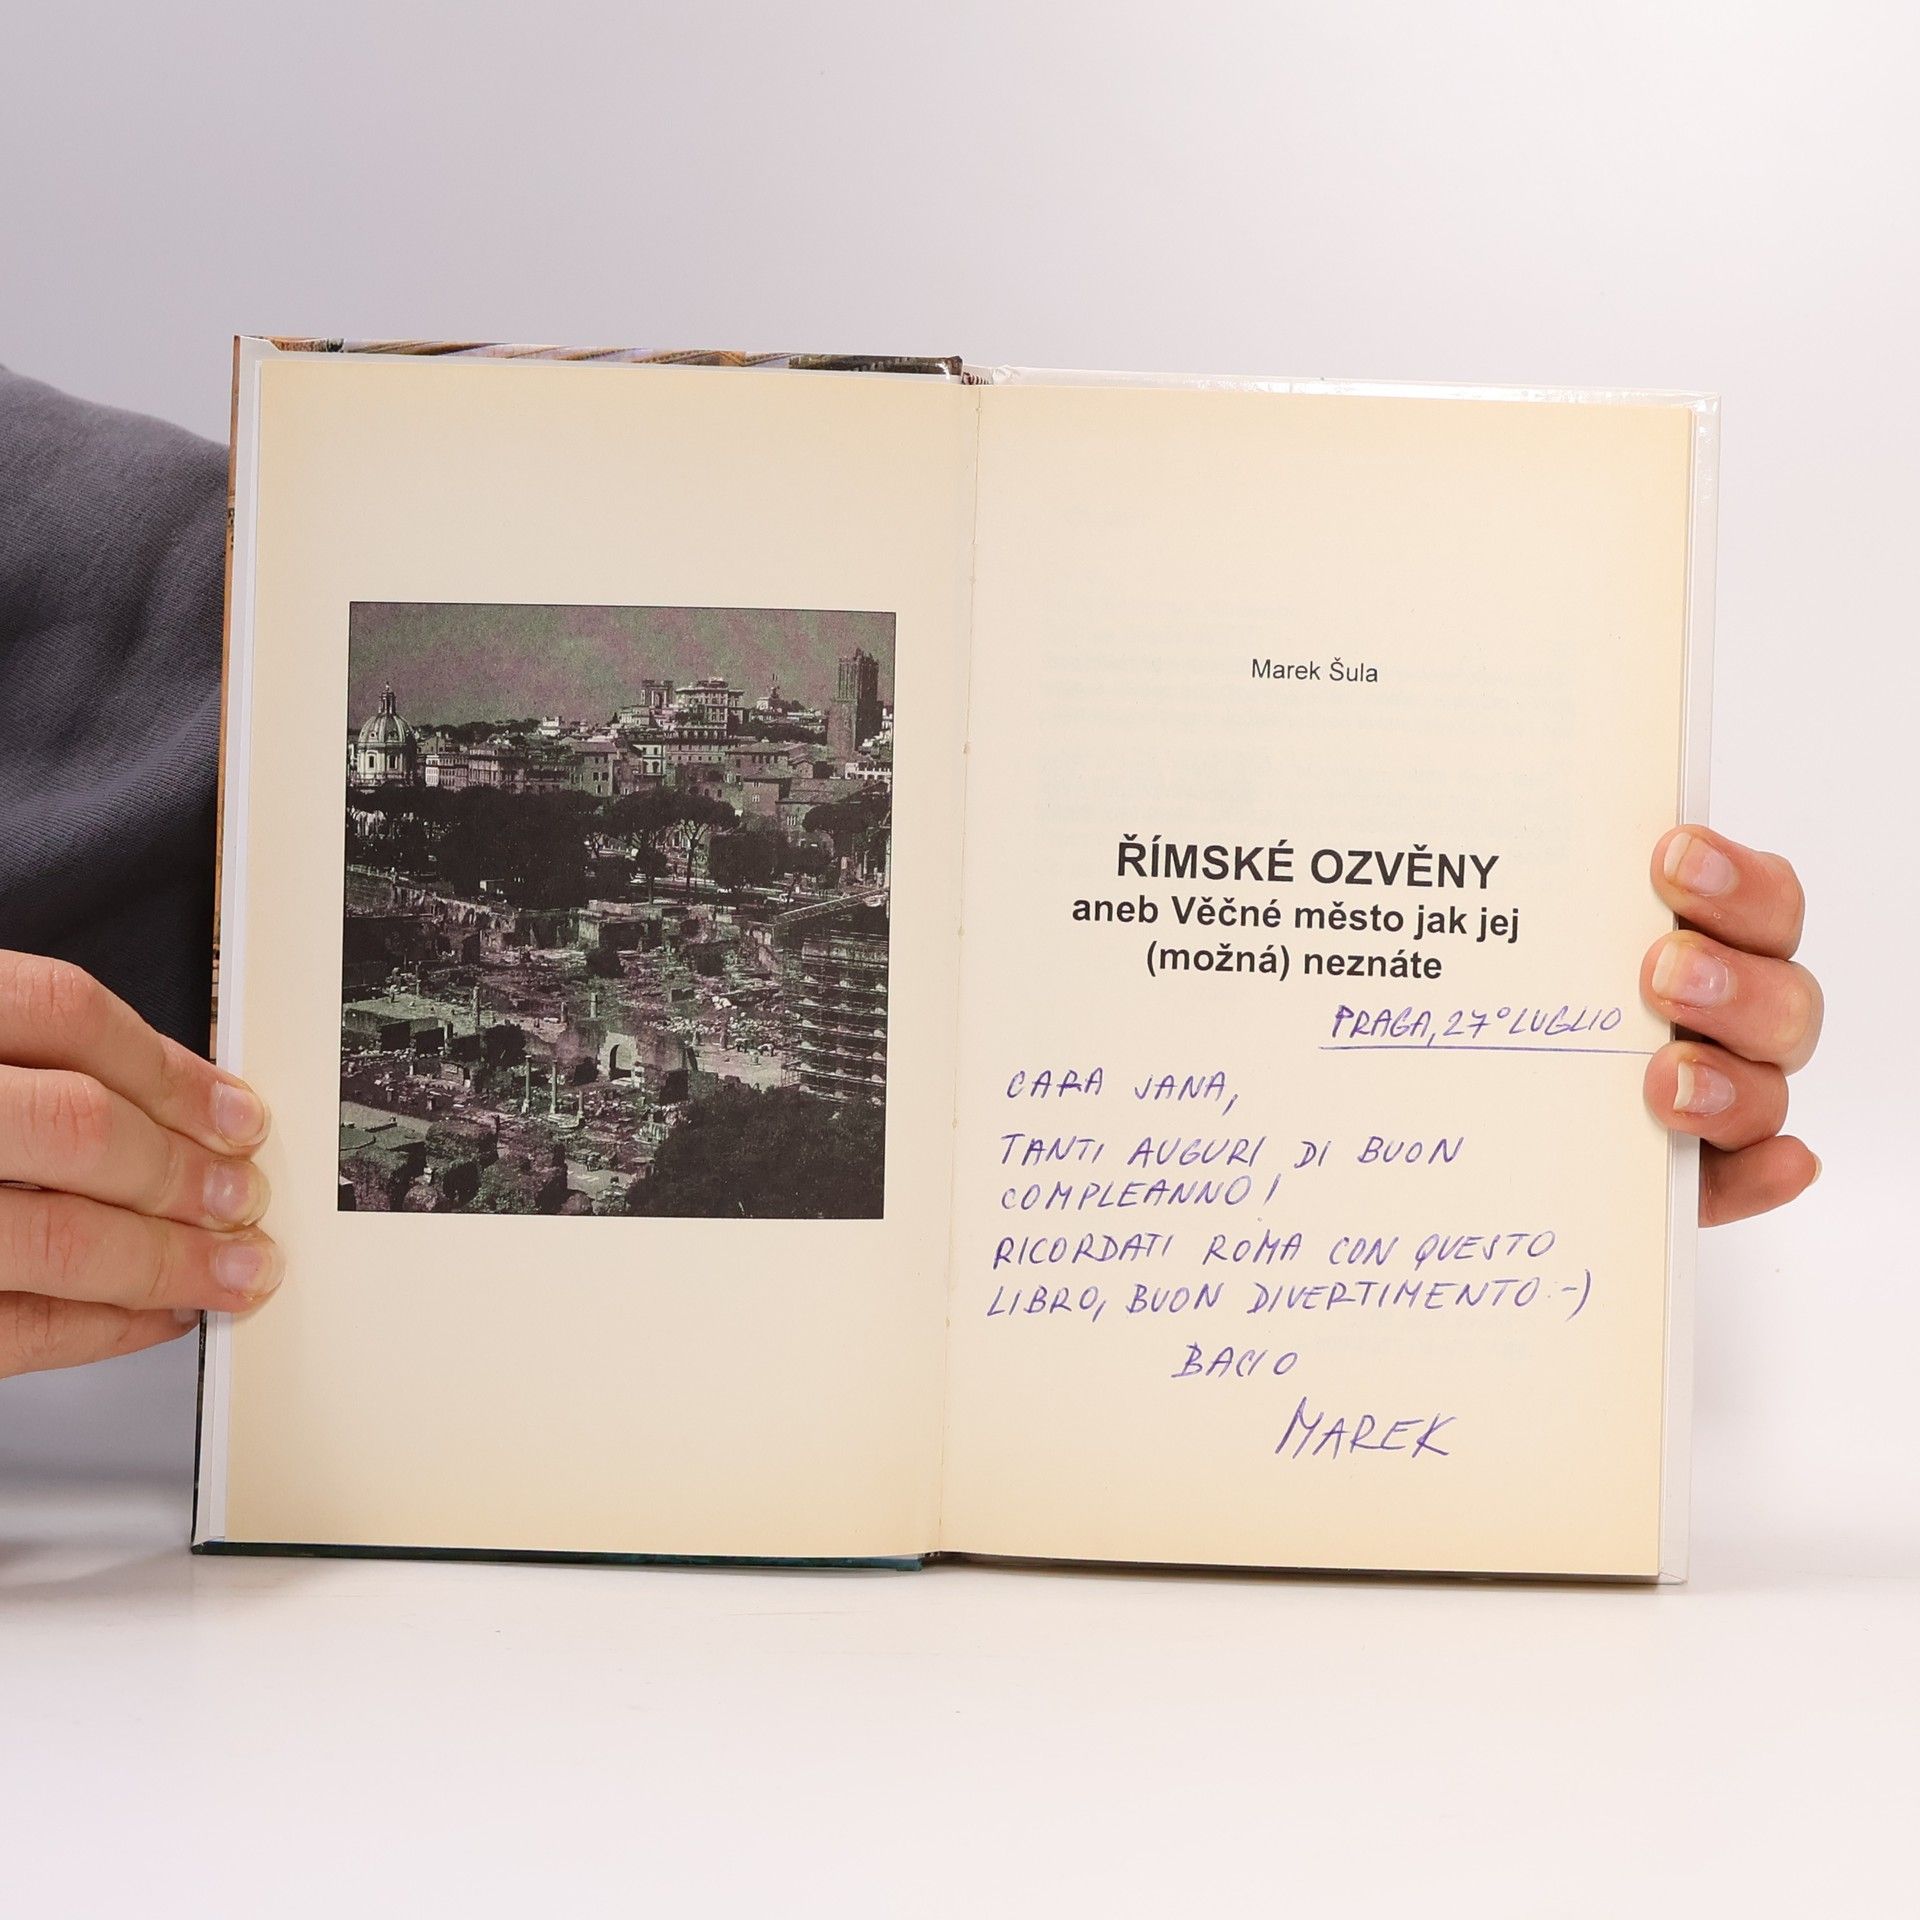 Marek Šula
ŘÍMSKÉ OZVĚNY
aneb Věčné město jak jej
(možná) neznáte
PRAGA, 27° LUGLIO
CARA JANA,
TANTI AUGURI DI BUON
COMPLEANNO!
RICORDATI ROMA CON QUESTO
LIBRO, BUON DIVERTIMENTO :-)
BACIO
MAREK